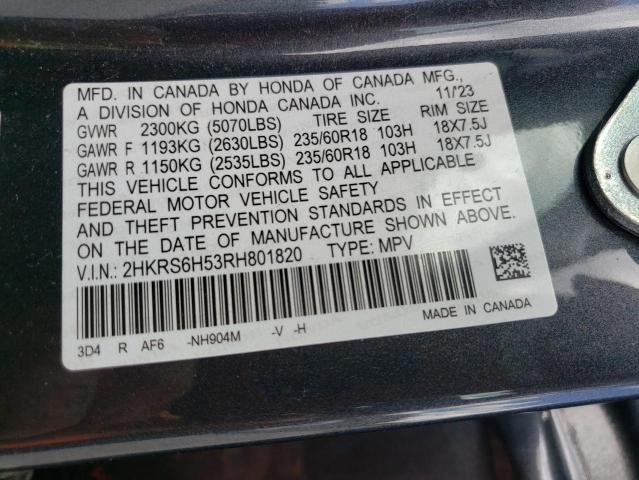 MFD. IN CANADA BY HONDA OF CANADA MFG.,
A DIVISION OF HONDA CANADA INC. 11/'23
GVWR 2300KG (5070LBS) TIRE SIZE RIM SIZE
GAWR F 1193KG (2630LBS) 235/60R18 103H 18X7.5J
GAWR R 1150KG (2535LBS) 235/60R18 103H 18X7.5J
THIS VEHICLE CONFORMS TO ALL APPLICABLE
FEDERAL MOTOR VEHICLE SAFETY
AND THEFT PREVENTION STANDARDS IN EFFECT
ON THE DATE OF MANUFACTURE SHOWN ABOVE.
V.I.N.: 2HKRS6H53RH801820 TYPE: MPV
3D4 R AF6 -NH904M -V -H MADE IN CANADA